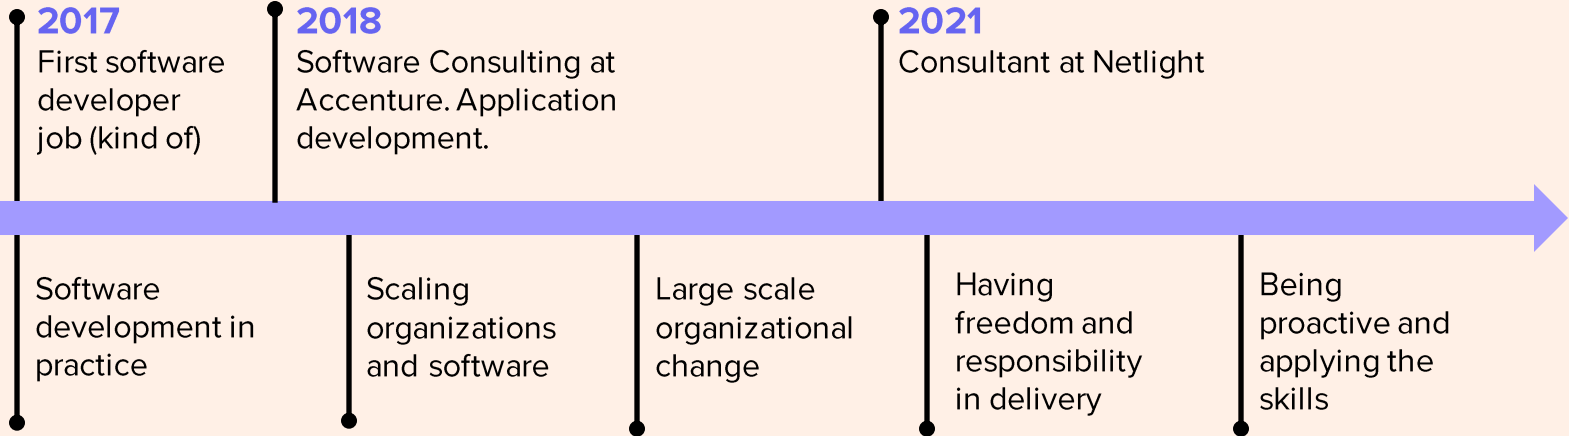 2017
First software
developer
job (kind of)
2018
Software Consulting at
Accenture. Application
development.
2021
Consultant at Netlight
Software
development in
practice
Scaling
organizations
and software
Large scale
organizational
change
Having
freedom and
responsibility
in delivery
Being
proactive and
applying the
skills